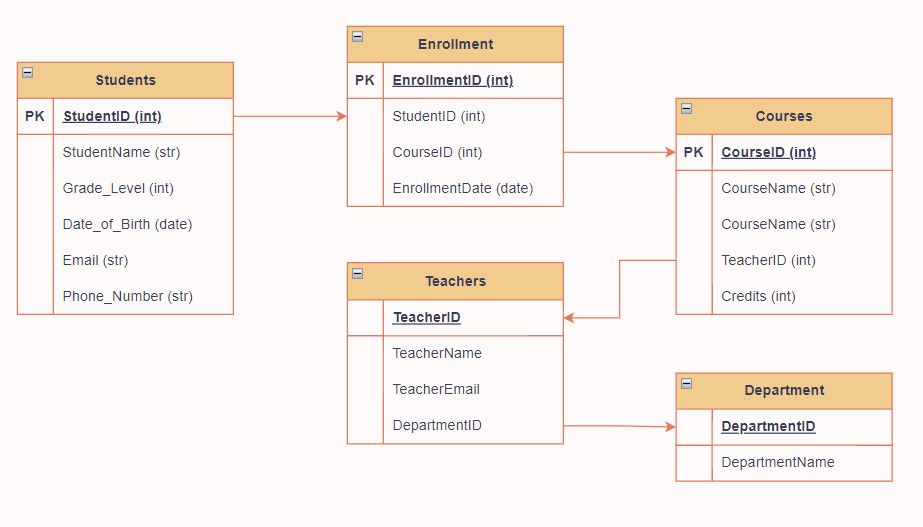 Students
PK StudentID (int)
StudentName (str)
Grade_Level (int)
Date_of_Birth (date)
Email (str)
Phone_Number (str)
Enrollment
PK EnrollmentID (int)
StudentID (int)
CourseID (int)
EnrollmentDate (date)
Courses
PK CourseID (int)
CourseName (str)
CourseName (str)
TeacherID (int)
Credits (int)
Teachers
TeacherID
TeacherName
TeacherEmail
DepartmentID
Department
DepartmentID
DepartmentName